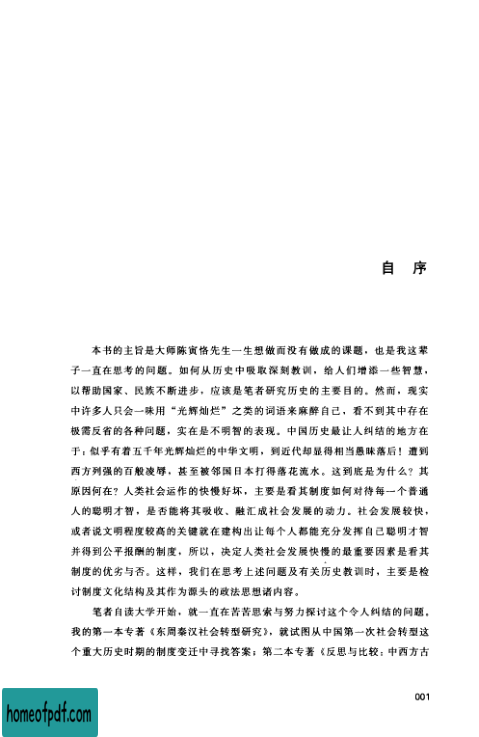 自 序
本书的主旨是大师陈寅恪先生一生想做而没有做成的课题，也是我这辈
子一直在思考的问题。如何从历史中吸取深刻教训，给人们增添一些智慧，
以帮助国家、民族不断进步，应该是笔者研究历史的主要目的。然而，现实
中许多人只会一味用“光辉灿烂”之类的词语来麻醉自己，看不到其中存在
极需反省的各种问题，实在是不明智的表现。中国历史最让人纠结的地方在
于：似乎有着五千年光辉灿烂的中华文明，到近代却显得相当愚昧落后！遭到
西方列强的百般凌辱，甚至被邻国日本打得落花流水。这到底是为什么？其
原因何在？人类社会运作的快慢好坏，主要是看其制度如何对待每一个普通
人的聪明才智，是否能将其吸收、融汇成社会发展的动力。社会发展较快，
或者说文明程度较高的关键就在建构出让每个人都能充分发挥自己聪明才智
并得到公平报酬的制度，所以，决定人类社会发展快慢的最重要因素是看其
制度的优劣与否。这样，我们在思考上述问题及有关历史教训时，主要是检
讨制度文化结构及其作为源头的政法思想诸内容。
笔者自读大学开始，就一直在苦苦思索与努力探讨这个令人纠结的问题。
我的第一本专著《东周秦汉社会转型研究》，就试图从中国第一次社会转型这
个重大历史时期的制度变迁中寻找答案；第二本专著《反思与比较：中西方古
001
homeofpdf.com